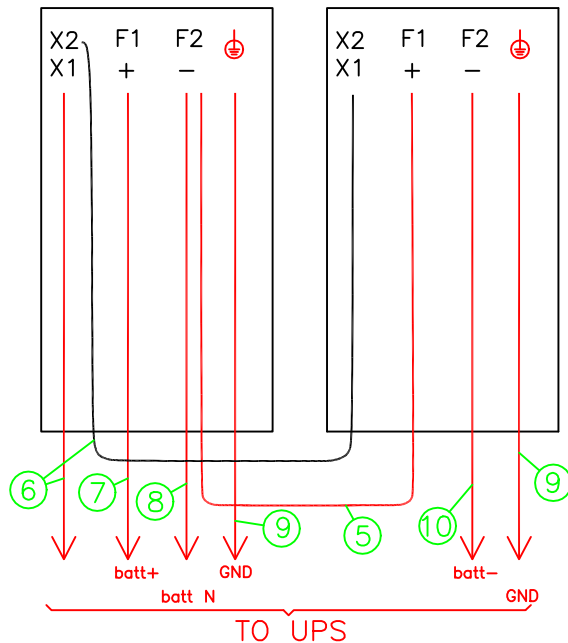 X2 F1 F2
X1 + −
X2 F1 F2
X1 + −
6
7
8
9
5
10
9
batt+
GND
batt−
batt N
GND
TO UPS